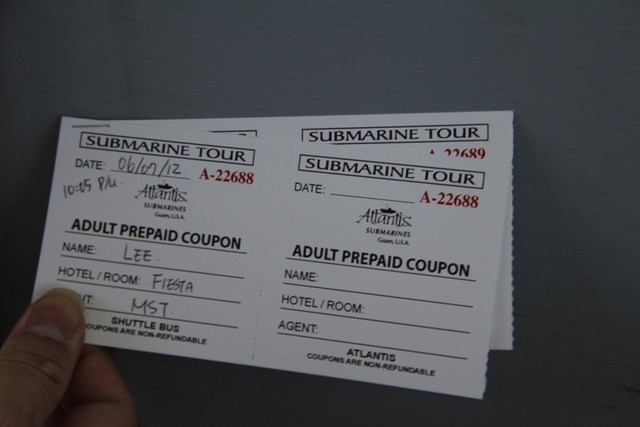 SUBMARINE TOUR
DATE: 06/07/12
A-22688
10:05 P/U
Atlantis
SUBMARINES
Guam, U.S.A.
ADULT PREPAID COUPON
NAME: LEE.
HOTEL / ROOM: FIESTA
NT: MST.
SHUTTLE BUS
COUPONS ARE NON-REFUNDABLE
SUBMARINE TOUR
A-22689
SUBMARINE TOUR
DATE:
A-22688
Atlantis
SUBMARINES
Guam, U.S.A.
ADULT PREPAID COUPON
NAME:
HOTEL / ROOM:
AGENT:
ATLANTIS
COUPONS ARE NON-REFUNDABLE